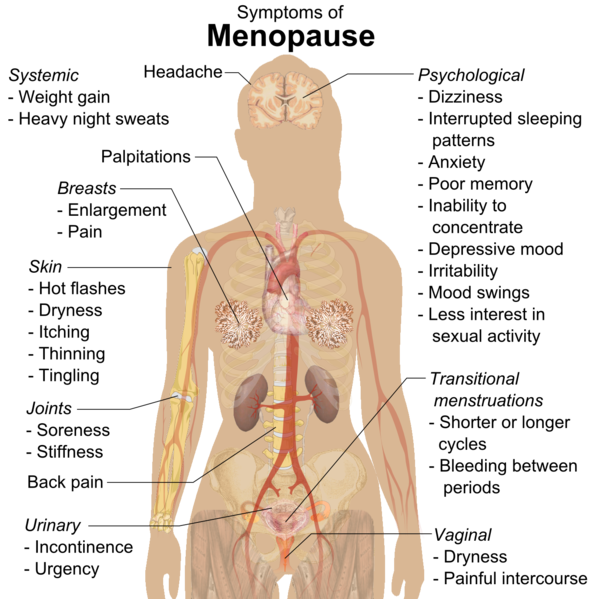 Symptoms of
Menopause
Systemic
- Weight gain
- Heavy night sweats
Headache
Palpitations
Breasts
- Enlargement
- Pain
Skin
- Hot flashes
- Dryness
- Itching
- Thinning
- Tingling
Joints
- Soreness
- Stiffness
Back pain
Urinary
- Incontinence
- Urgency
Psychological
- Dizziness
- Interrupted sleeping
patterns
- Anxiety
- Poor memory
- Inability to
concentrate
- Depressive mood
- Irritability
- Mood swings
- Less interest in
sexual activity
Transitional
menstruations
- Shorter or longer
cycles
- Bleeding between
periods
Vaginal
- Dryness
- Painful intercourse